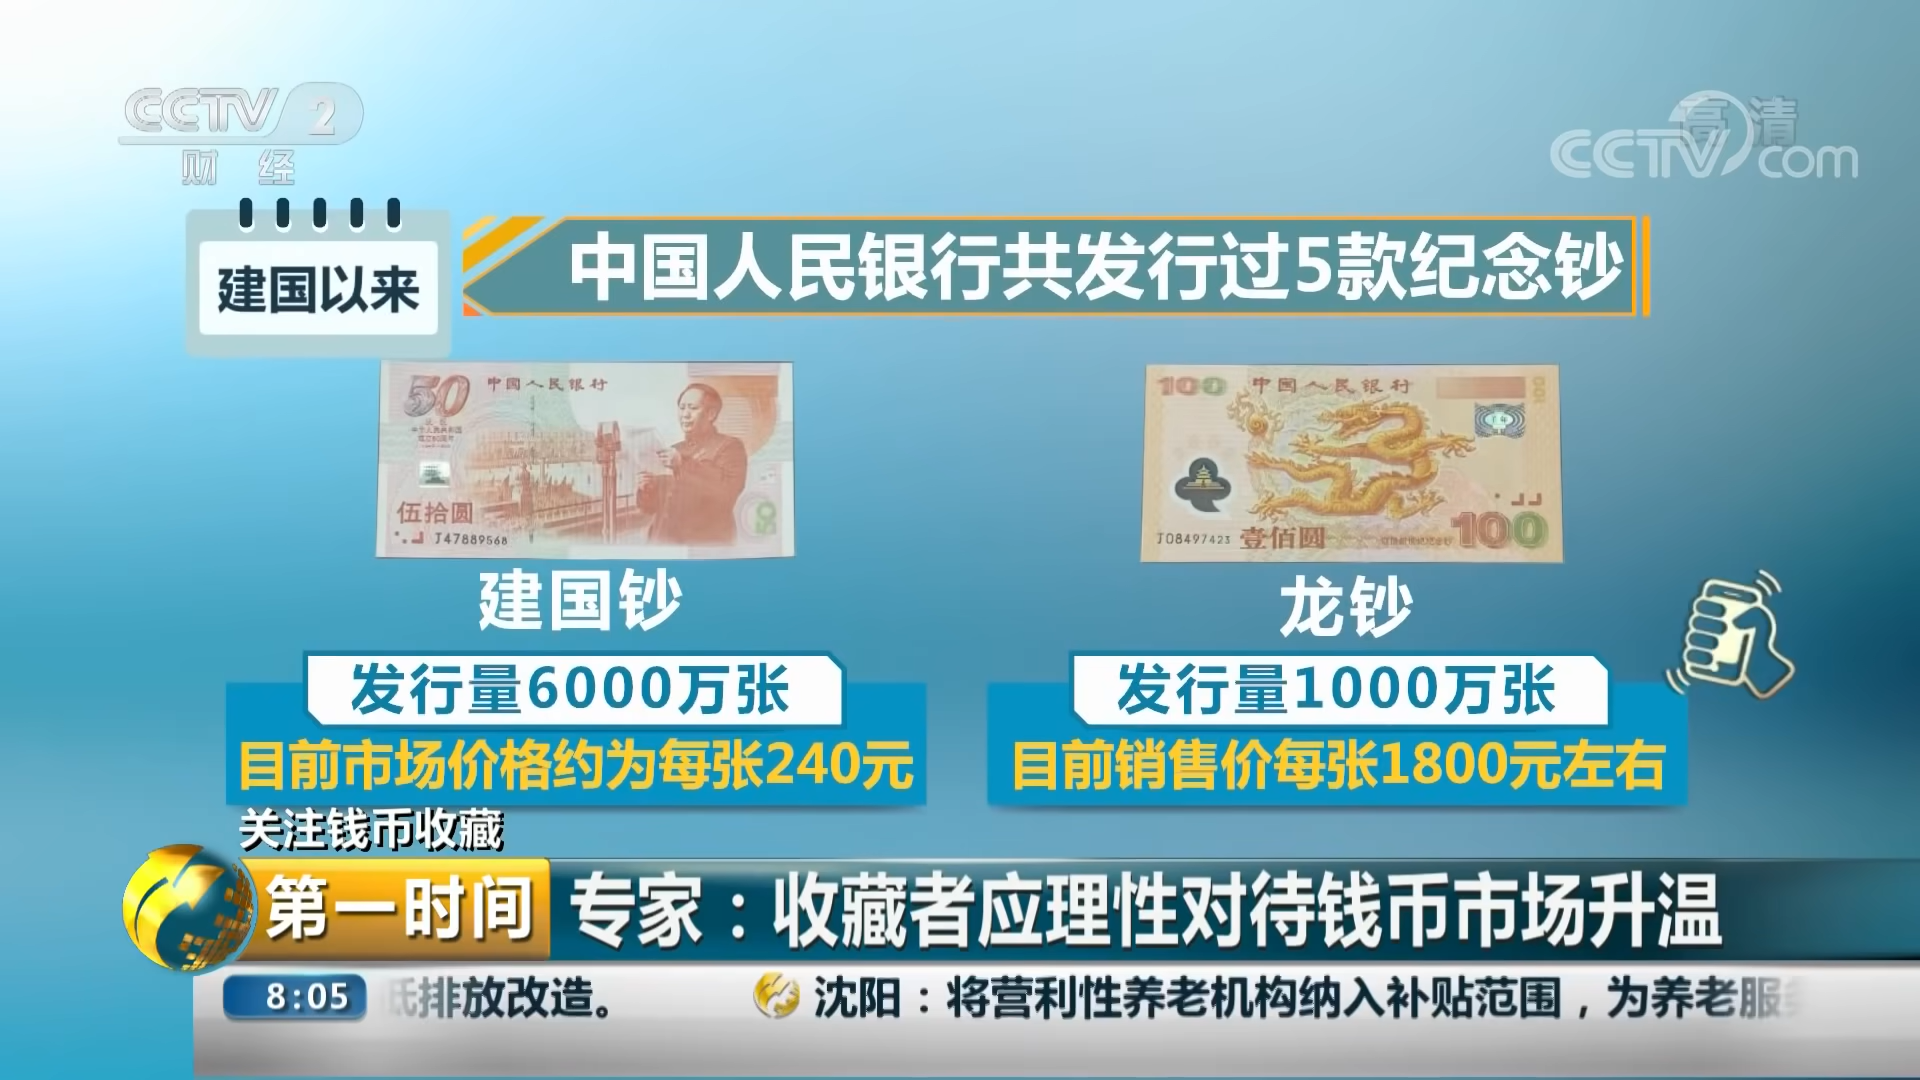 CCTV 2
财 经
高清
CCTV.com
建国以来
中国人民银行共发行过5款纪念钞
50 中国人民银行
伍拾圆
J47889568
100 中国人民银行
J08497423 壹佰圆
100
建国钞
龙钞
发行量6000万张
发行量1000万张
目前市场价格约为每张240元
目前销售价每张1800元左右
关注钱币收藏
第一时间
专家：收藏者应理性对待钱币市场升温
8:05
排放改造。
沈阳：将营利性养老机构纳入补贴范围，为养老服